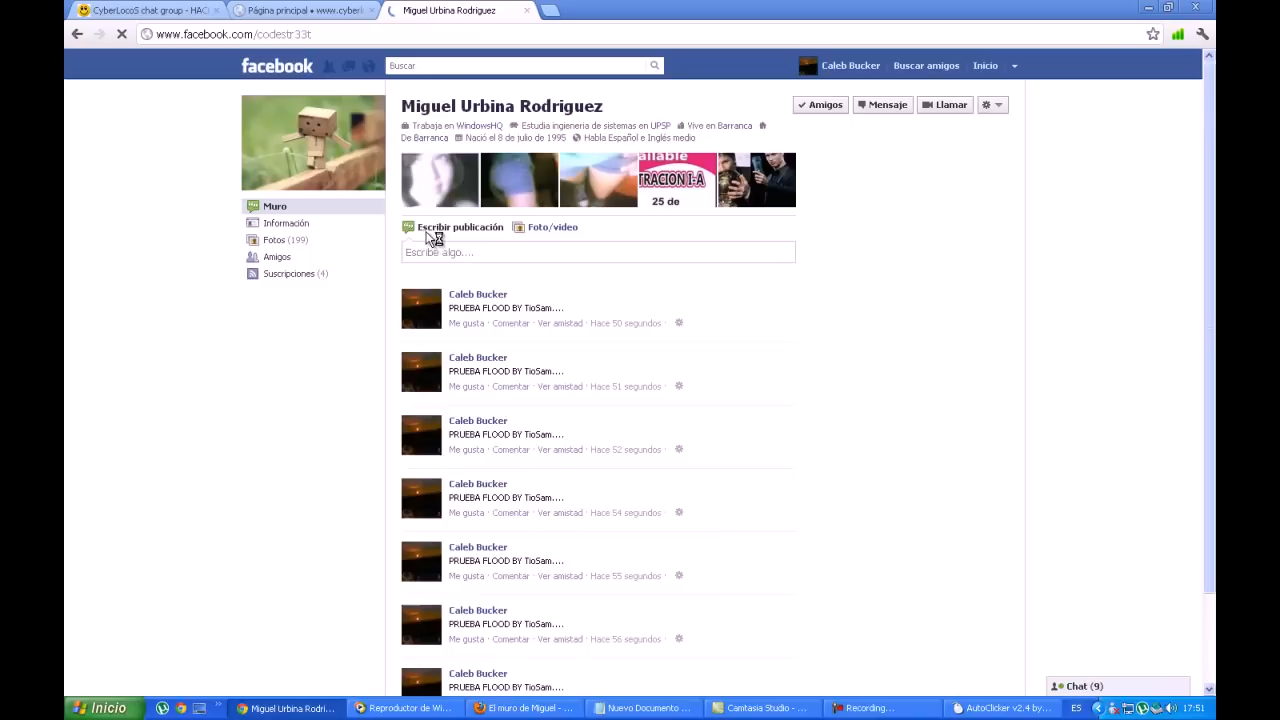 CyberLocoS chat group - HAC
Página principal • www.cyberl
Miguel Urbina Rodriguez
www.facebook.com/codestr33t
facebook
Buscar
Caleb Bucker
Buscar amigos
Inicio
Miguel Urbina Rodriguez
Amigos
Mensaje
Llamar
Trabaja en WindowsHQ
Estudia ingieneria de sistemas en UPSP
Vive en Barranca
De Barranca
Nació el 8 de julio de 1995
Habla Español e Inglés medio
ailable
TRACION I-A
25 de
Muro
Información
Fotos (199)
Amigos
Suscripciones (4)
Escribir publicación
Foto/vídeo
Escribe algo....
Caleb Bucker
PRUEBA FLOOD BY TioSam....
Me gusta · Comentar · Ver amistad · Hace 50 segundos ·
Caleb Bucker
PRUEBA FLOOD BY TioSam....
Me gusta · Comentar · Ver amistad · Hace 51 segundos ·
Caleb Bucker
PRUEBA FLOOD BY TioSam....
Me gusta · Comentar · Ver amistad · Hace 52 segundos ·
Caleb Bucker
PRUEBA FLOOD BY TioSam....
Me gusta · Comentar · Ver amistad · Hace 54 segundos ·
Caleb Bucker
PRUEBA FLOOD BY TioSam....
Me gusta · Comentar · Ver amistad · Hace 55 segundos ·
Caleb Bucker
PRUEBA FLOOD BY TioSam....
Me gusta · Comentar · Ver amistad · Hace 56 segundos ·
Caleb Bucker
PRUEBA FLOOD BY TioSam....
Chat (9)
Inicio
Miguel Urbina Rodri...
Reproductor de Wi...
El muro de Miguel - ...
Nuevo Documento ...
Camtasia Studio - ...
Recording...
AutoClicker v2.4 by...
ES
17:51